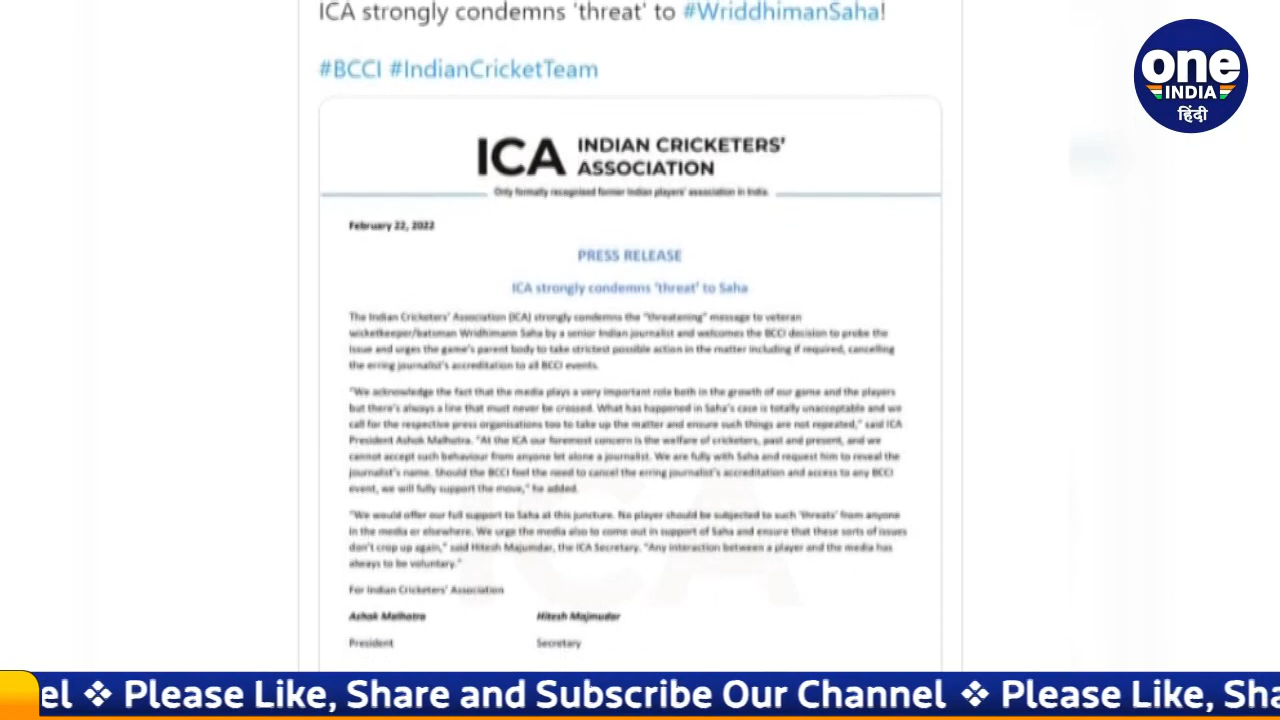 ICA strongly condemns 'threat' to #WriddhimanSaha!
#BCCI #IndianCricketTeam
one
INDIA
हिंदी
ICA INDIAN CRICKETERS'
ASSOCIATION
Only formally recognised former Indian players' association in India.
February 22, 2022
PRESS RELEASE
ICA strongly condemns 'threat' to Saha
The Indian Cricketers' Association (ICA) strongly condemns the "threatening" message to veteran
wicketkeeper/batsman Wridhimann Saha by a senior Indian journalist and welcomes the BCCI decision to probe the
issue and urges the game's parent body to take strictest possible action in the matter including if required, cancelling
the erring journalist's accreditation to all BCCI events.
"We acknowledge the fact that the media plays a very important role both in the growth of our game and the players
but there's always a line that must never be crossed. What has happened in Saha's case is totally unacceptable and we
call for the respective press organisations too to take up the matter and ensure such things are not repeated," said ICA
President Ashok Malhotra. "At the ICA our foremost concern is the welfare of cricketers, past and present, and we
cannot accept such behaviour from anyone let alone a journalist. We are fully with Saha and request him to reveal the
journalist's name. Should the BCCI feel the need to cancel the erring journalist's accreditation and access to any BCCI
event, we will fully support the move," he added.
"We would offer our full support to Saha at this juncture. No player should be subjected to such 'threats' from anyone
in the media or elsewhere. We urge the media also to come out in support of Saha and ensure that these sorts of issues
don't crop up again," said Hitesh Majumdar, the ICA Secretary. "Any interaction between a player and the media has
always to be voluntary."
For Indian Cricketers' Association
Ashok Malhotra Hitesh Majmudar
President Secretary
el ❖ Please Like, Share and Subscribe Our Channel ❖ Please Like, Sha